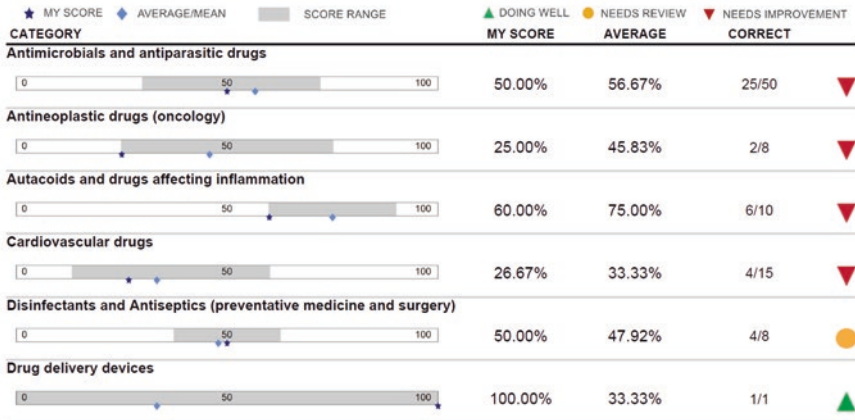 MY SCORE AVERAGE/MEAN SCORE RANGE DOING WELL NEEDS REVIEW NEEDS IMPROVEMENT
CATEGORY MY SCORE AVERAGE CORRECT
Antimicrobials and antiparasitic drugs
0 50 100 50.00% 56.67% 25/50
Antineoplastic drugs (oncology)
0 50 100 25.00% 45.83% 2/8
Autacoids and drugs affecting inflammation
0 50 100 60.00% 75.00% 6/10
Cardiovascular drugs
0 50 100 26.67% 33.33% 4/15
Disinfectants and Antiseptics (preventative medicine and surgery)
0 50 100 50.00% 47.92% 4/8
Drug delivery devices
0 50 100 100.00% 33.33% 1/1